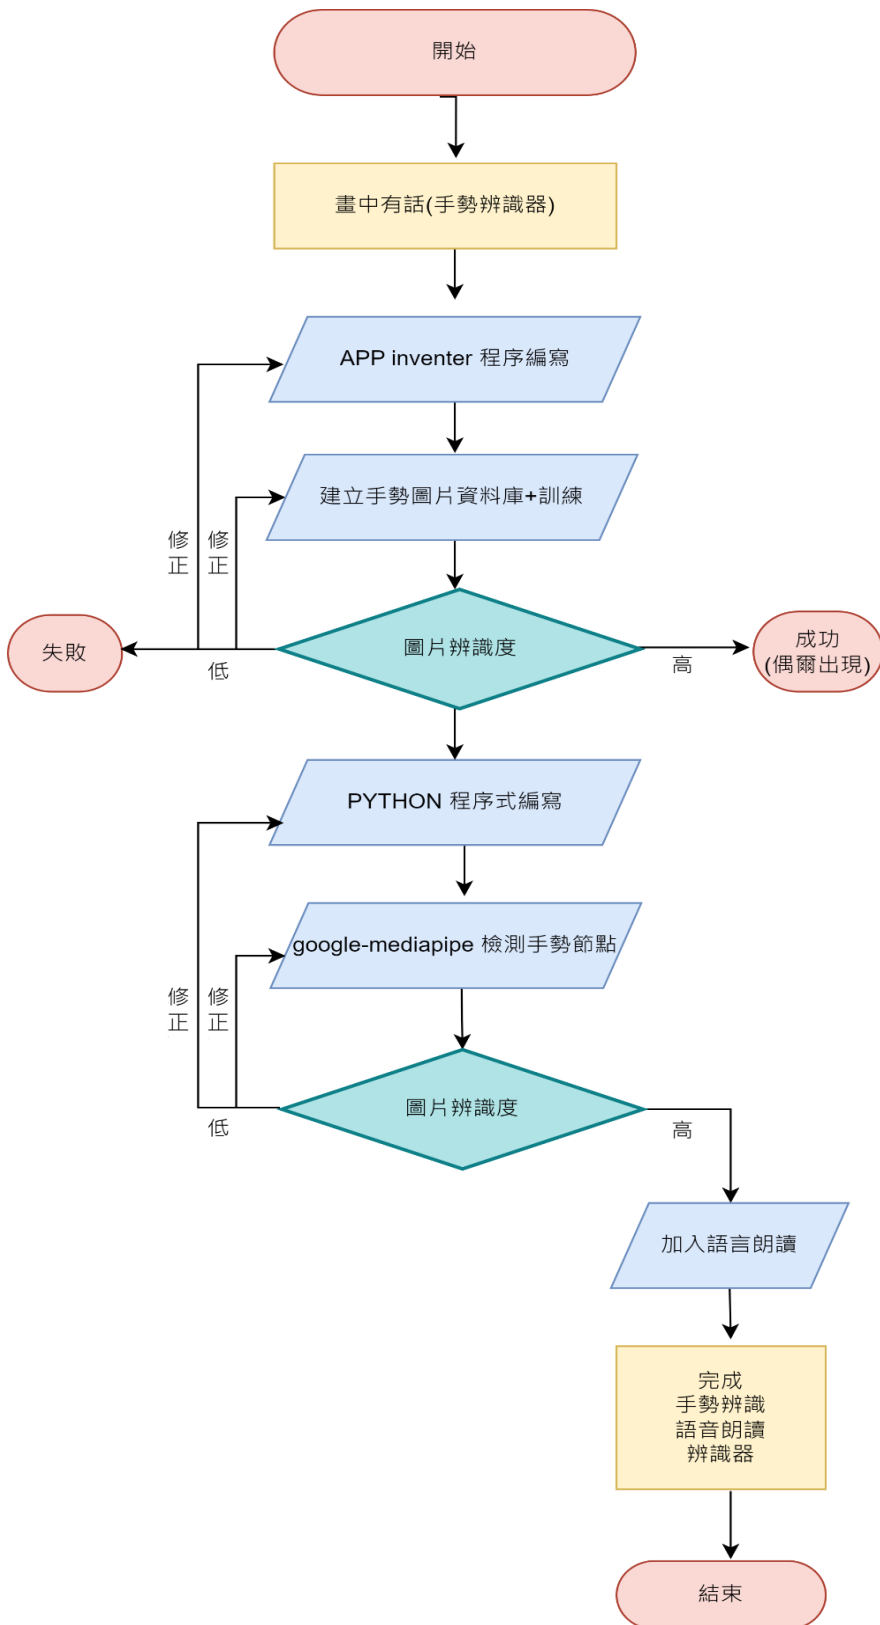 開始
畫中有話(手勢辨識器)
APP inventer 程序編寫
建立手勢圖片資料庫+訓練
修正
修正
圖片辨識度
失敗
低
高
成功
(偶爾出現)
PYTHON 程序式編寫
google-mediapipe 檢測手勢節點
修正
修正
圖片辨識度
低
高
加入語言朗讀
完成
手勢辨識
語音朗讀
辨識器
結束